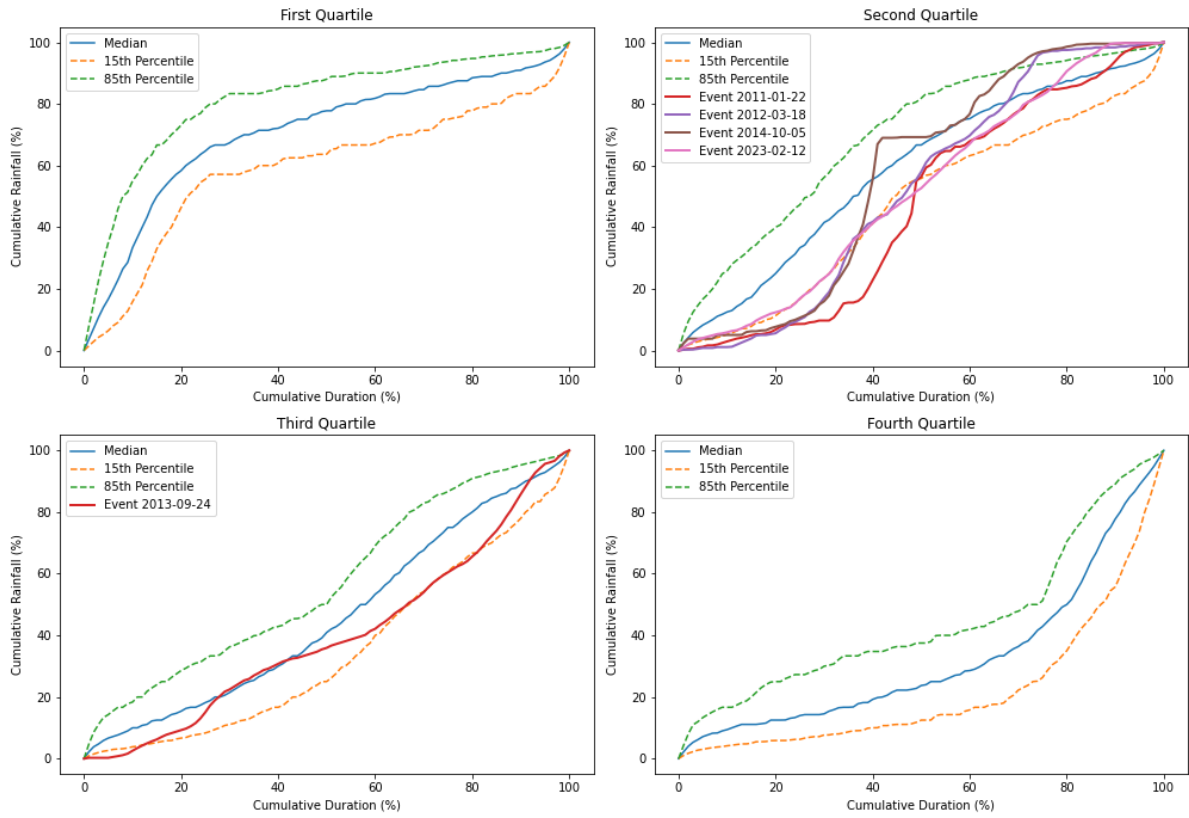 First Quartile
Median
15th Percentile
85th Percentile
100
80
60
40
20
0
Cumulative Rainfall (%)
0 20 40 60 80 100
Cumulative Duration (%)
Second Quartile
Median
15th Percentile
85th Percentile
Event 2011-01-22
Event 2012-03-18
Event 2014-10-05
Event 2023-02-12
100
80
60
40
20
0
Cumulative Rainfall (%)
0 20 40 60 80 100
Cumulative Duration (%)
Third Quartile
Median
15th Percentile
85th Percentile
Event 2013-09-24
100
80
60
40
20
0
Cumulative Rainfall (%)
0 20 40 60 80 100
Cumulative Duration (%)
Fourth Quartile
Median
15th Percentile
85th Percentile
100
80
60
40
20
0
Cumulative Rainfall (%)
0 20 40 60 80 100
Cumulative Duration (%)